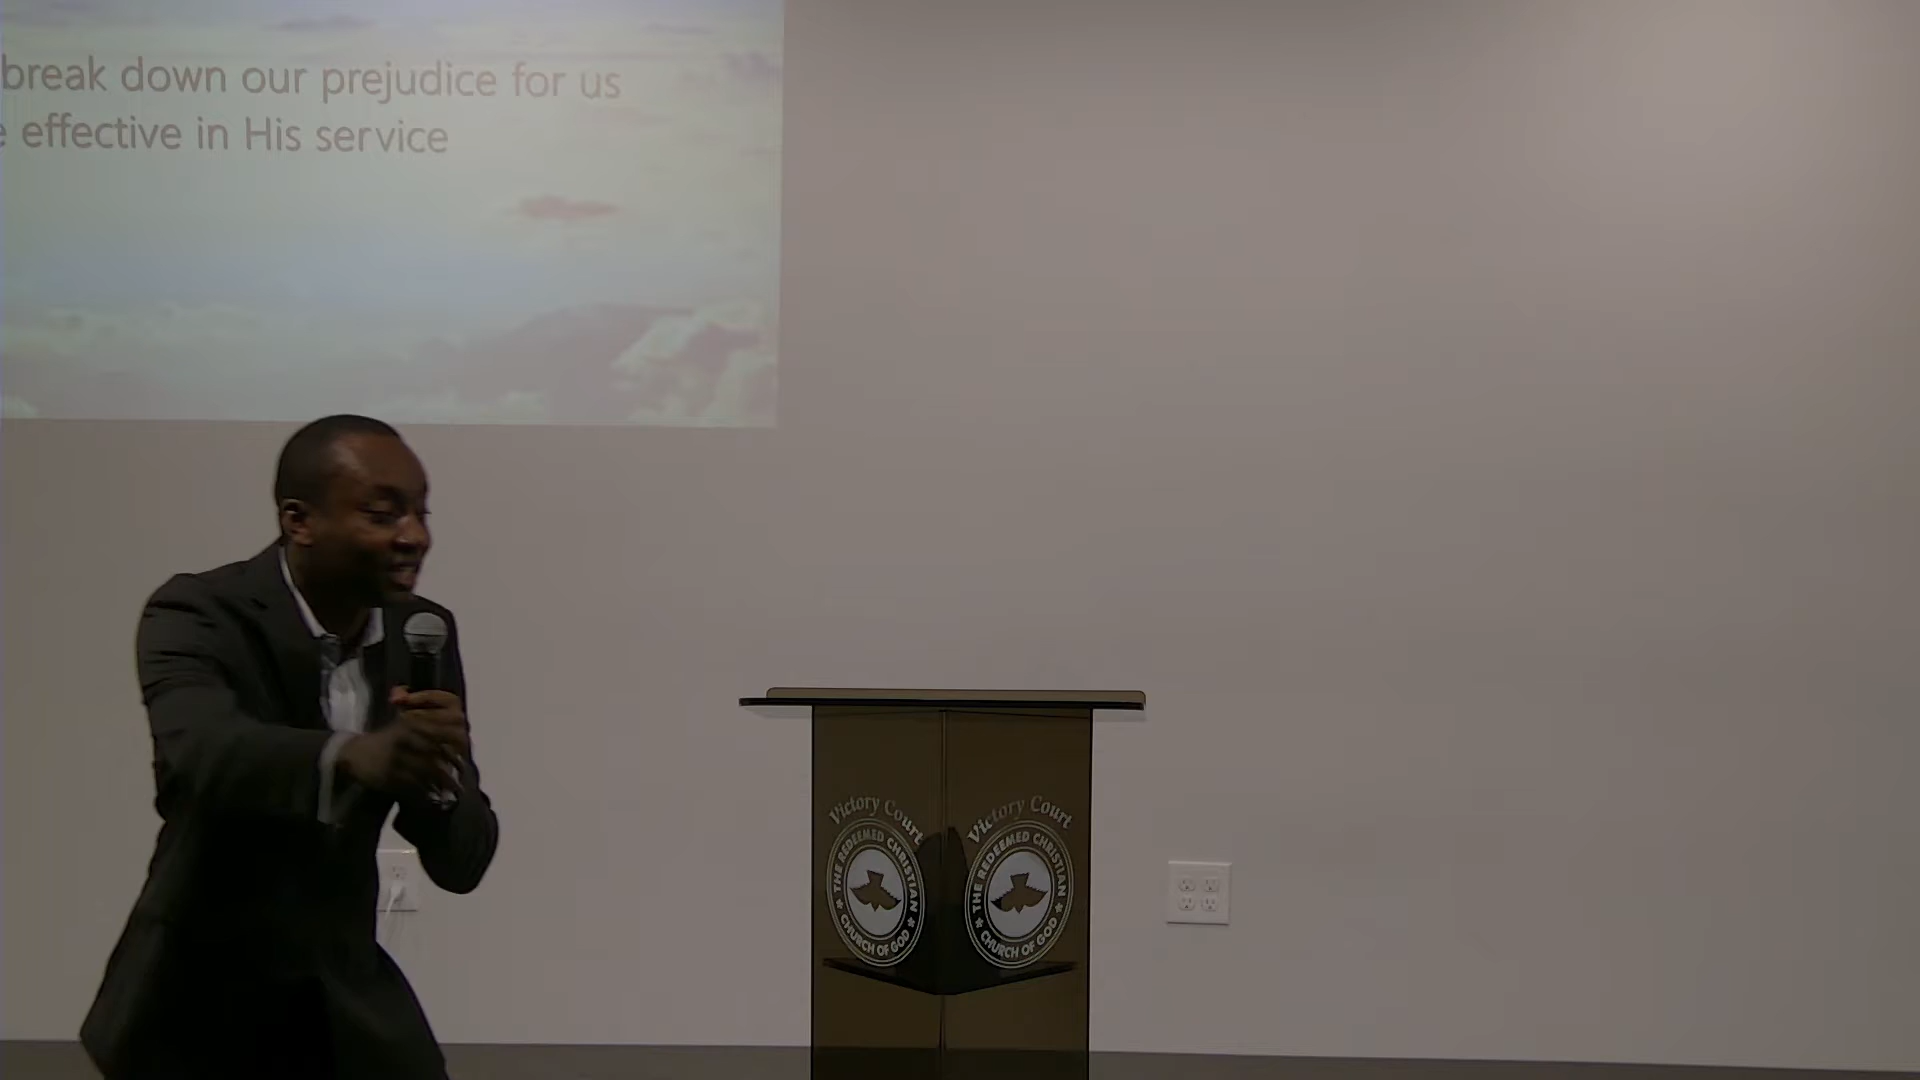 break down our prejudice for us
effective in His service
Victory Court
THE REDEEMED CHRISTIAN
CHURCH OF GOD
Victory Court
THE REDEEMED CHRISTIAN
CHURCH OF GOD